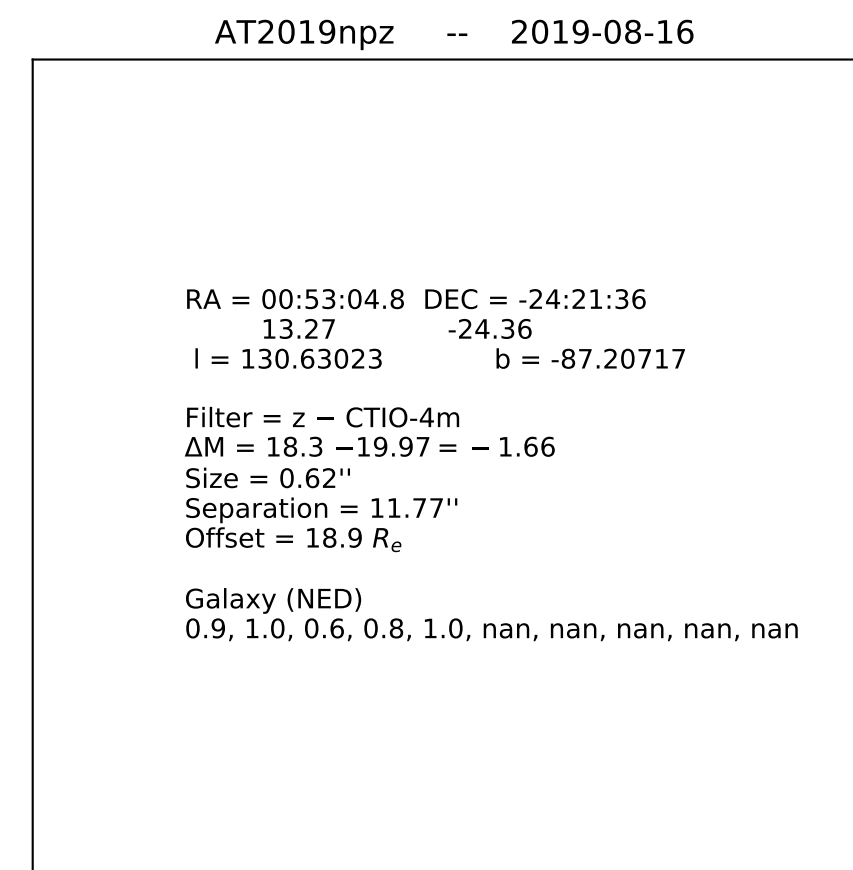 AT2019npz -- 2019-08-16
RA = 00:53:04.8 DEC = -24:21:36
13.27 -24.36
l = 130.63023 b = -87.20717
Filter = z − CTIO-4m
ΔM = 18.3 −19.97 = − 1.66
Size = 0.62''
Separation = 11.77''
Offset = 18.9 Re
Galaxy (NED)
0.9, 1.0, 0.6, 0.8, 1.0, nan, nan, nan, nan, nan